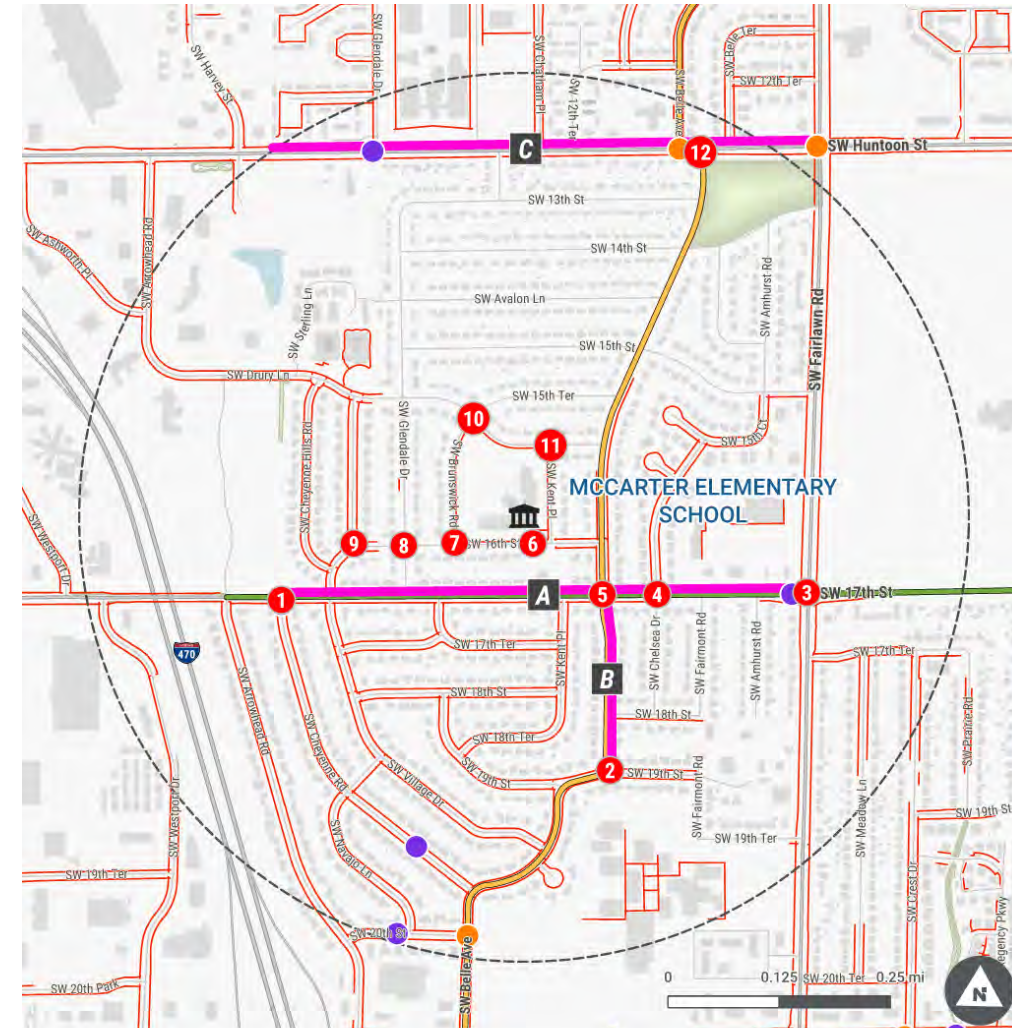 SW Harvey St
SW Glendale Dr
SW Chatham Pl
SW 12th Ter
SW Belle Ave
SW Belle Ter
SW 12th Ter
C
12
SW Huntoon St
SW 13th St
SW 14th St
SW Ashworth Pl
SW Arrowhead Rd
SW Avalon Ln
SW Sterling Ln
SW Amhurst Rd
SW Fairlawn Rd
SW 15th St
SW Drury Ln
SW 15th Ter
10
11
SW 15th Ct
SW Cheyenne Hills Rd
SW Glendale Dr
SW Brunswick Rd
SW Kent Pl
MCCARTER ELEMENTARY
SCHOOL
9
8
7
SW 16th St
6
SW Westport Dr
1
A
5
4
3
SW 17th St
470
SW 17th Ter
SW Kent Pl
B
SW Chelsea Dr
SW Fairmont Rd
SW Amhurst Rd
SW 17th Ter
SW 18th St
SW 18th St
SW 18th Ter
SW Arrowhead Rd
SW Cheyenne Rd
SW 19th St
2
SW 19th St
SW Prairie Rd
SW Westport Dr
SW Village Dr
SW Navajo Ln
SW Fairmont Rd
SW 19th Ter
SW Meadow Ln
SW 19th St
SW 19th Ter
SW Crest Dr
Regency Pkwy
SW 20th St
SW Belle Ave
SW 20th Park
0
0.125
0.25 mi
SW 20th Ter
N